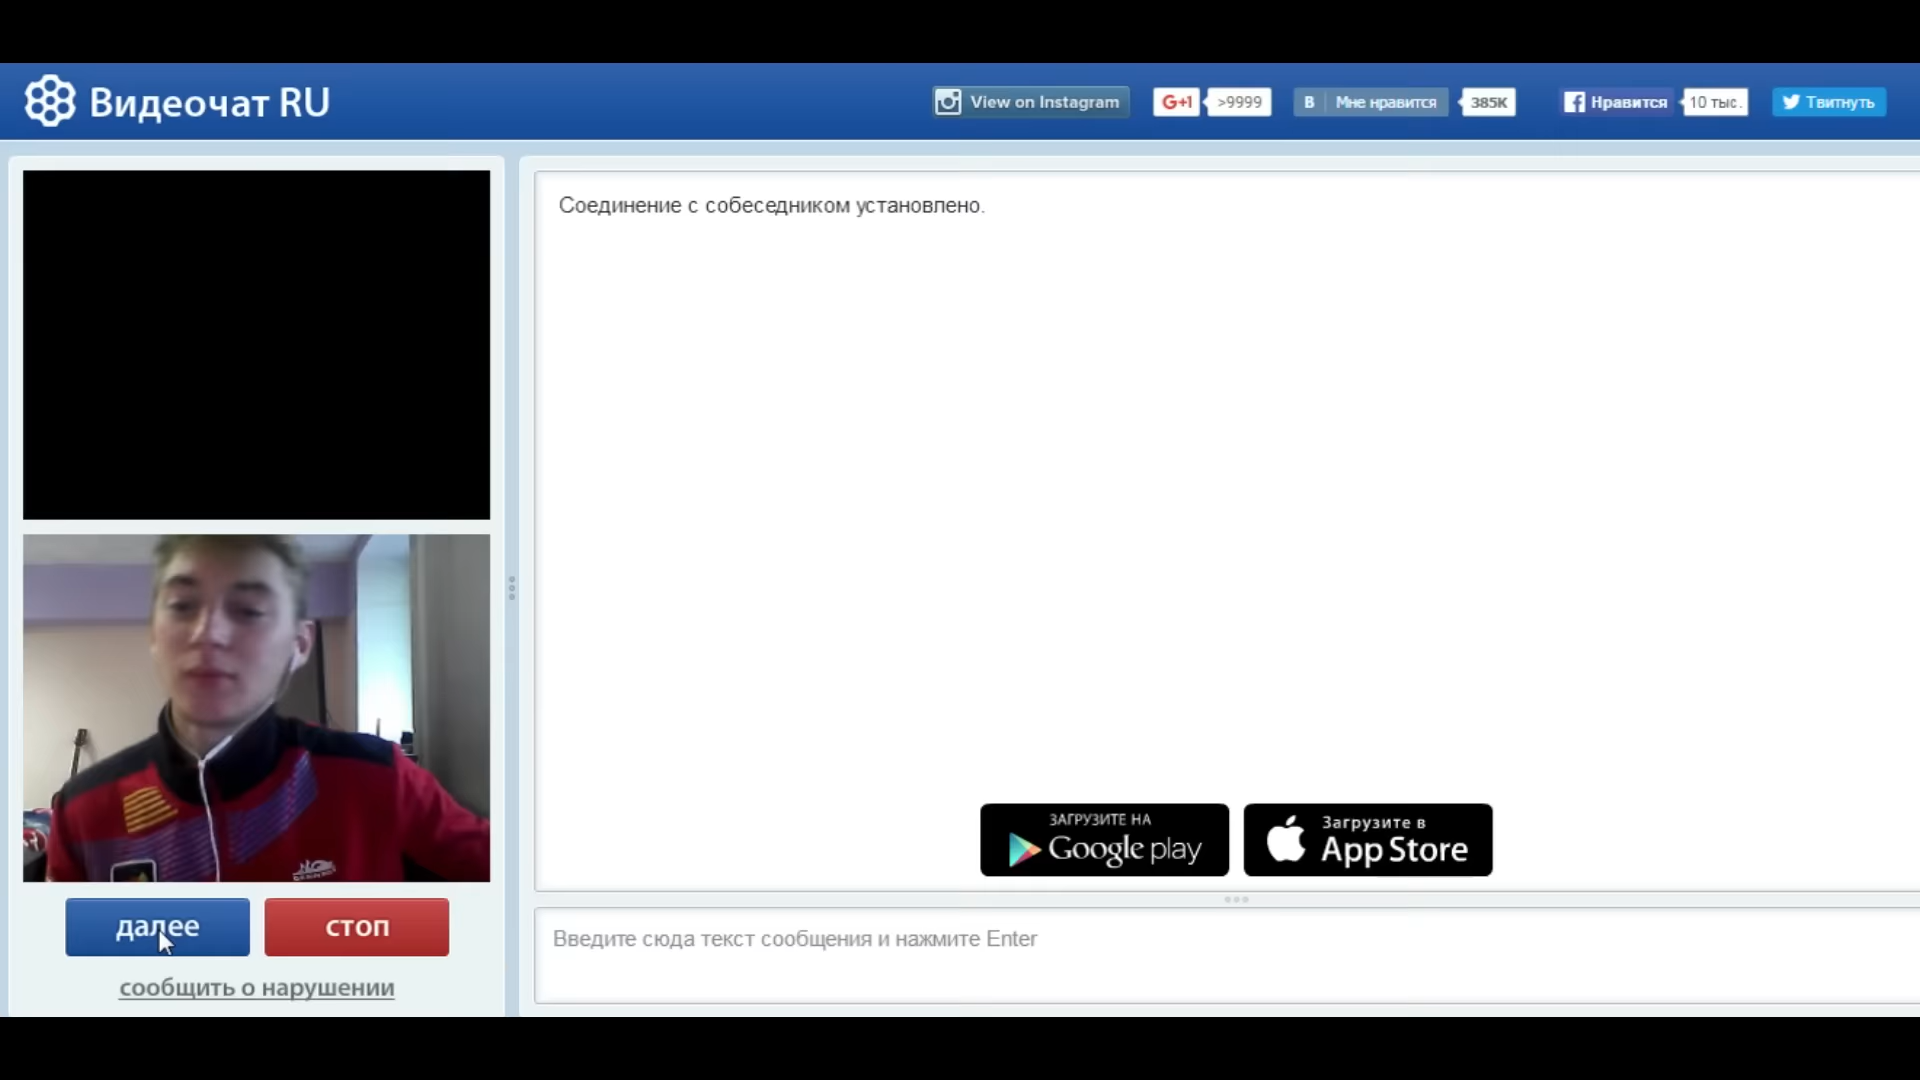 Видеочат RU
View on Instagram
G+1 >9999
B Мне нравится 385K
Нравится 10 тыс.
Твитнуть
Соединение с собеседником установлено.
ЗАГРУЗИТЕ НА
Google play
Загрузите в
App Store
далее
стоп
Введите сюда текст сообщения и нажмите Enter
сообщить о нарушении